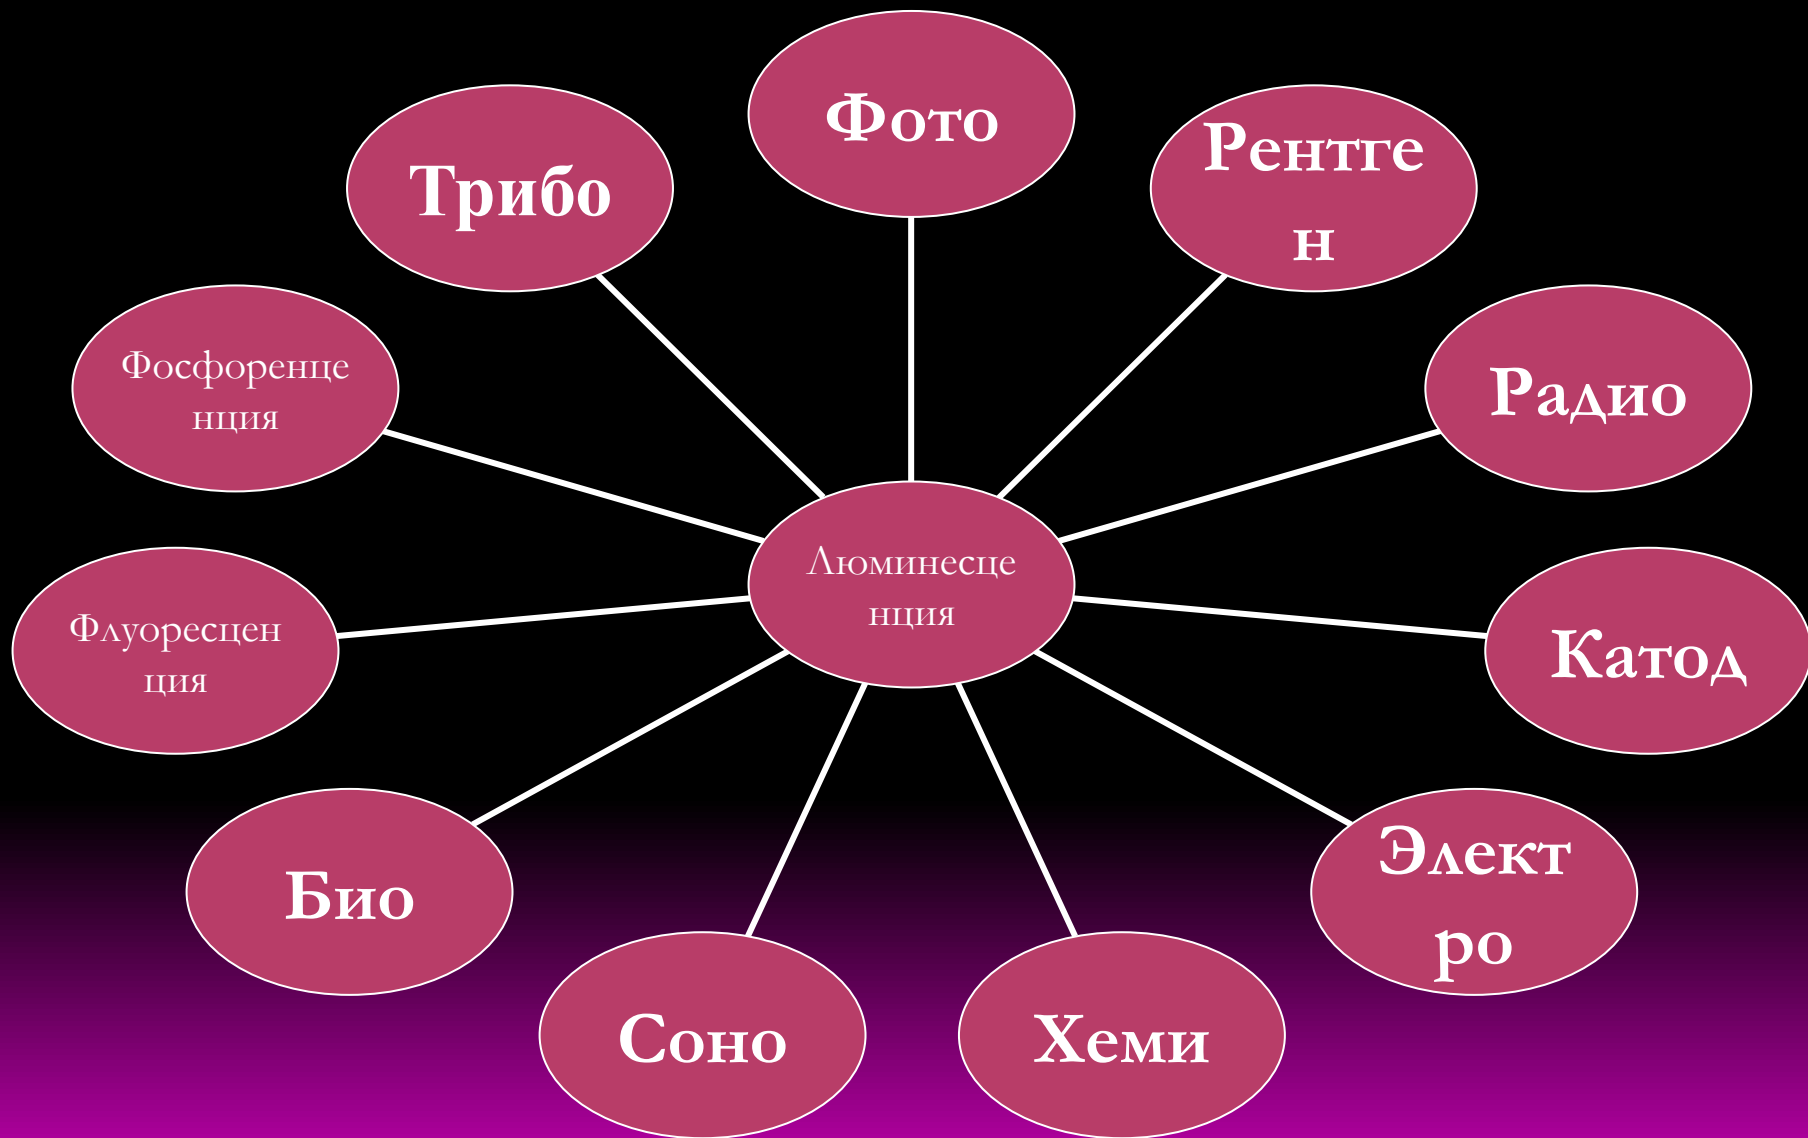 Фото
Рентге
н
Трибо
Радио
Фосфоренце
нция
Люминесце
нция
Флуоресцен
ция
Катод
Элект
ро
Био
Соно
Хеми